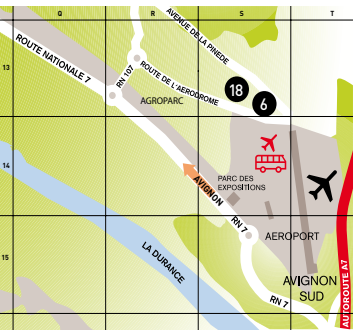 Q R S T
AVENUE DE LA PINEDE
ROUTE NATIONALE 7
13
RN 107
ROUTE DE L'AERODROME
18
6
AGROPARC
14
AVIGNON
PARC DES
EXPOSITIONS
RN 7
AEROPORT
15
LA DURANCE
AVIGNON
SUD
RN 7
AUTOROUTE A7